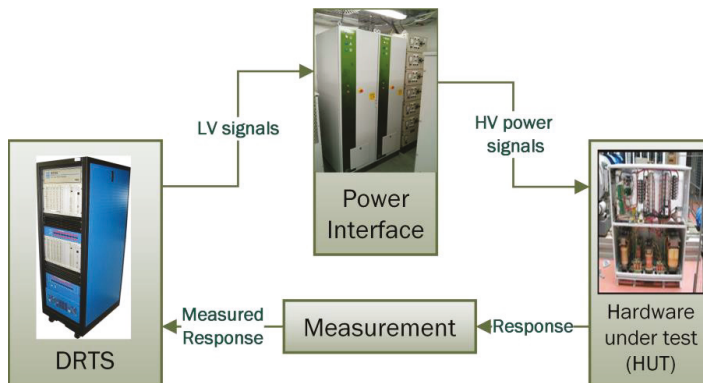 LV signals
HV power
signals
Power
Interface
DRTS
Measured
Response
Measurement
Response
Hardware
under test
(HUT)